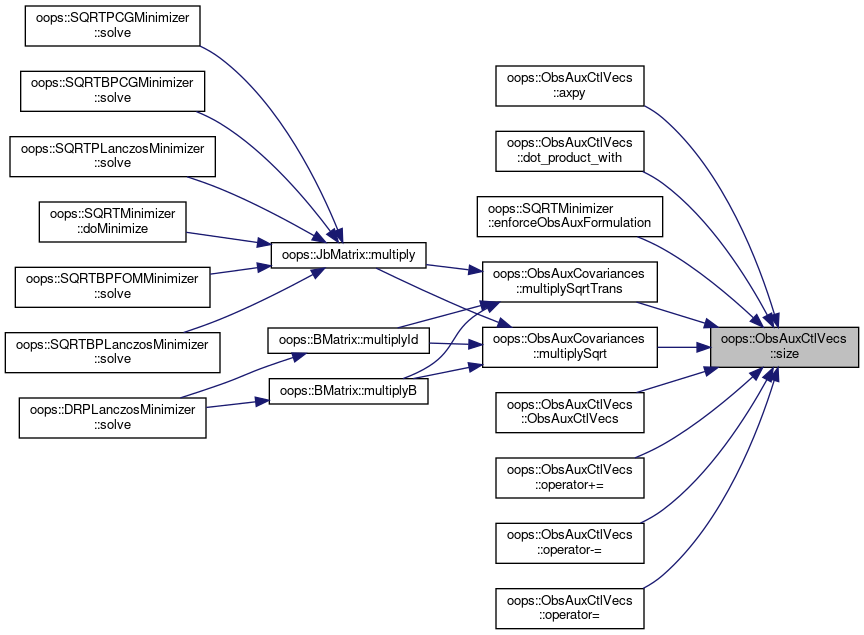 oops::SQRTPCGMinimizer
::solve
oops::SQRTBPCGMinimizer
::solve
oops::SQRTPLanczosMinimizer
::solve
oops::SQRTMinimizer
::doMinimize
oops::SQRTBPFOMMinimizer
::solve
oops::SQRTBPLanczosMinimizer
::solve
oops::DRPLanczosMinimizer
::solve
oops::JbMatrix::multiply
oops::BMatrix::multiplyId
oops::BMatrix::multiplyB
oops::ObsAuxCtlVecs
::axpy
oops::ObsAuxCtlVecs
::dot_product_with
oops::SQRTMinimizer
::enforceObsAuxFormulation
oops::ObsAuxCovariances
::multiplySqrtTrans
oops::ObsAuxCovariances
::multiplySqrt
oops::ObsAuxCtlVecs
::ObsAuxCtlVecs
oops::ObsAuxCtlVecs
::operator+=
oops::ObsAuxCtlVecs
::operator-=
oops::ObsAuxCtlVecs
::operator=
oops::ObsAuxCtlVecs
::size